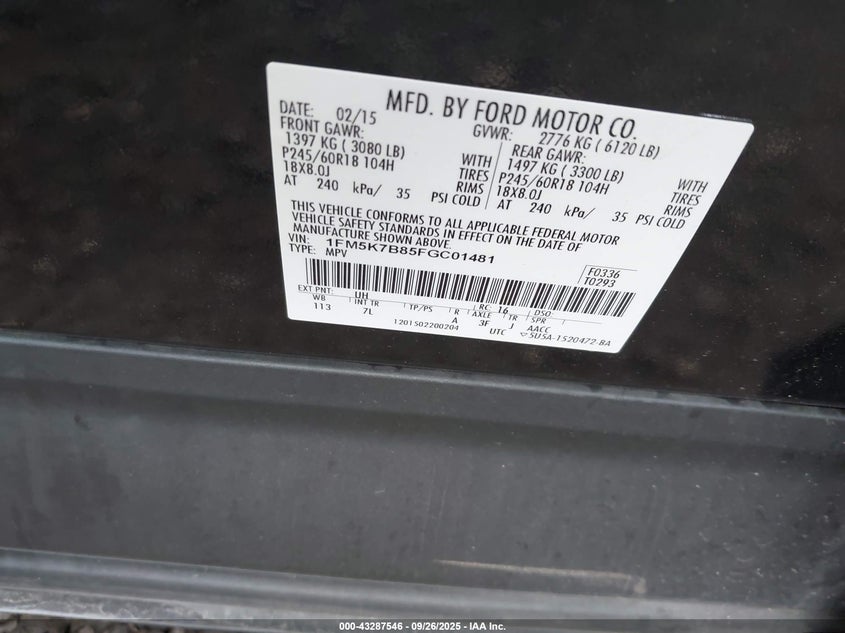 MFD. BY FORD MOTOR CO.
DATE: 02/15 GVWR: 2776 KG ( 6120 LB)
FRONT GAWR: REAR GAWR:
1397 KG ( 3080 LB) WITH 1497 KG ( 3300 LB) WITH
P245/60R18 104H TIRES P245/60R18 104H TIRES
18X8.0J RIMS 18X8.0J RIMS
AT 240 kPa/ 35 PSI COLD AT 240 kPa/ 35 PSI COLD
THIS VEHICLE CONFORMS TO ALL APPLICABLE FEDERAL MOTOR
VEHICLE SAFETY STANDARDS IN EFFECT ON THE DATE OF
MANUFACTURE SHOWN ABOVE.
VIN: 1FM5K7B85FGC01481
TYPE: MPV
F0336
T0293
EXT PNT: UH RC: 16 DSO:
WB INT TR TP/PS R AXLE TR SPR
113 7L A 3F J AACC
1201502200204 UTC 5U5A-1520472-BA
000-43287546 - 09/26/2025 - IAA Inc.